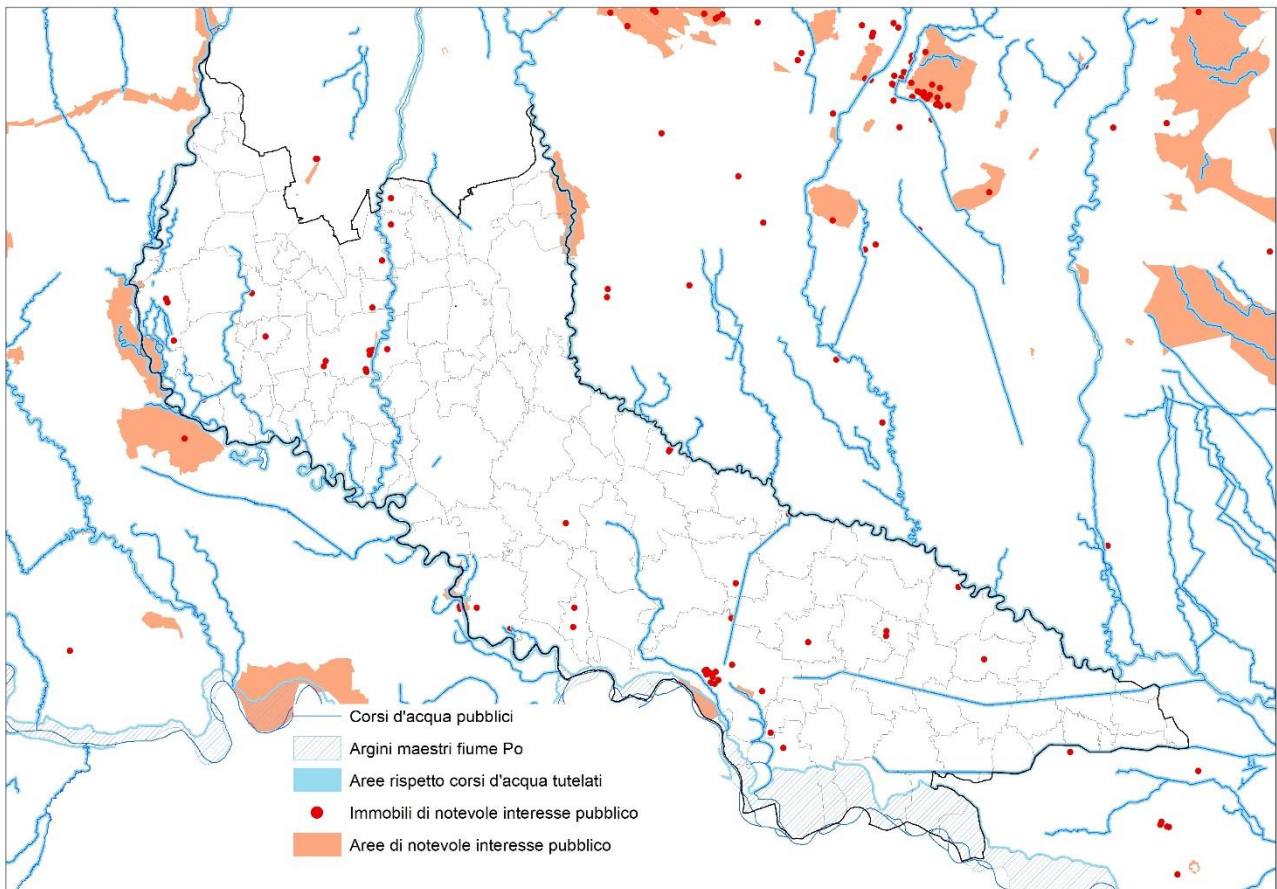 Corsi d'acqua pubblici
Argini maestri fiume Po
Aree rispetto corsi d'acqua tutelati
Immobili di notevole interesse pubblico
Aree di notevole interesse pubblico